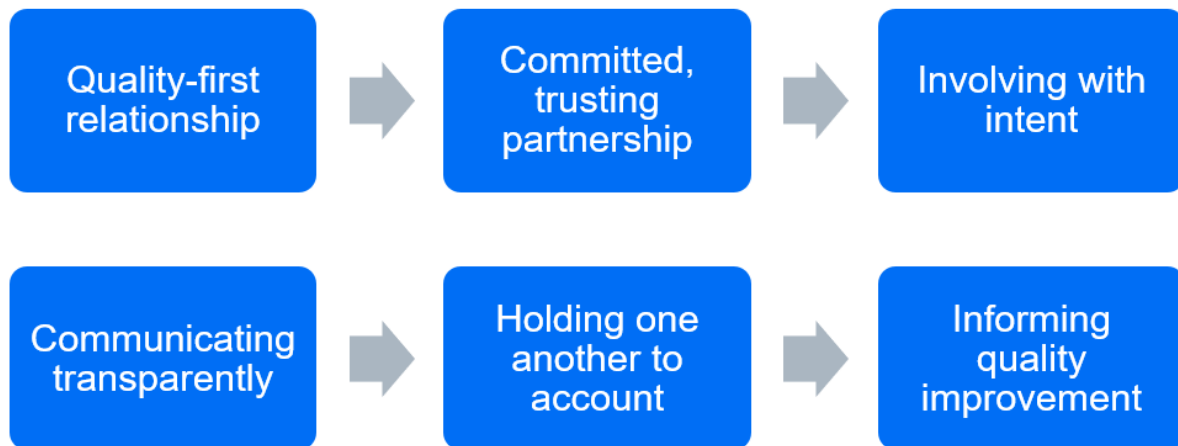 Quality-first
relationship
Committed,
trusting
partnership
Involving with
intent
Communicating
transparently
Holding one
another to
account
Informing
quality
improvement